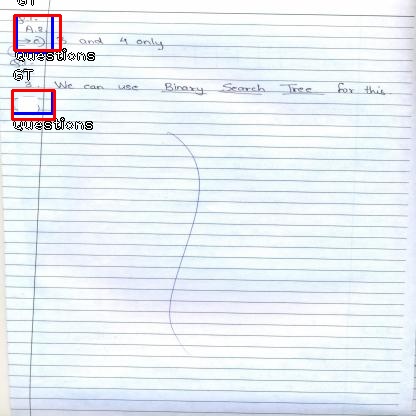 GT
A.2.
→ c) 3 and 4 only
Questions
GT
3. We can use Binary Search Tree for this
Questions